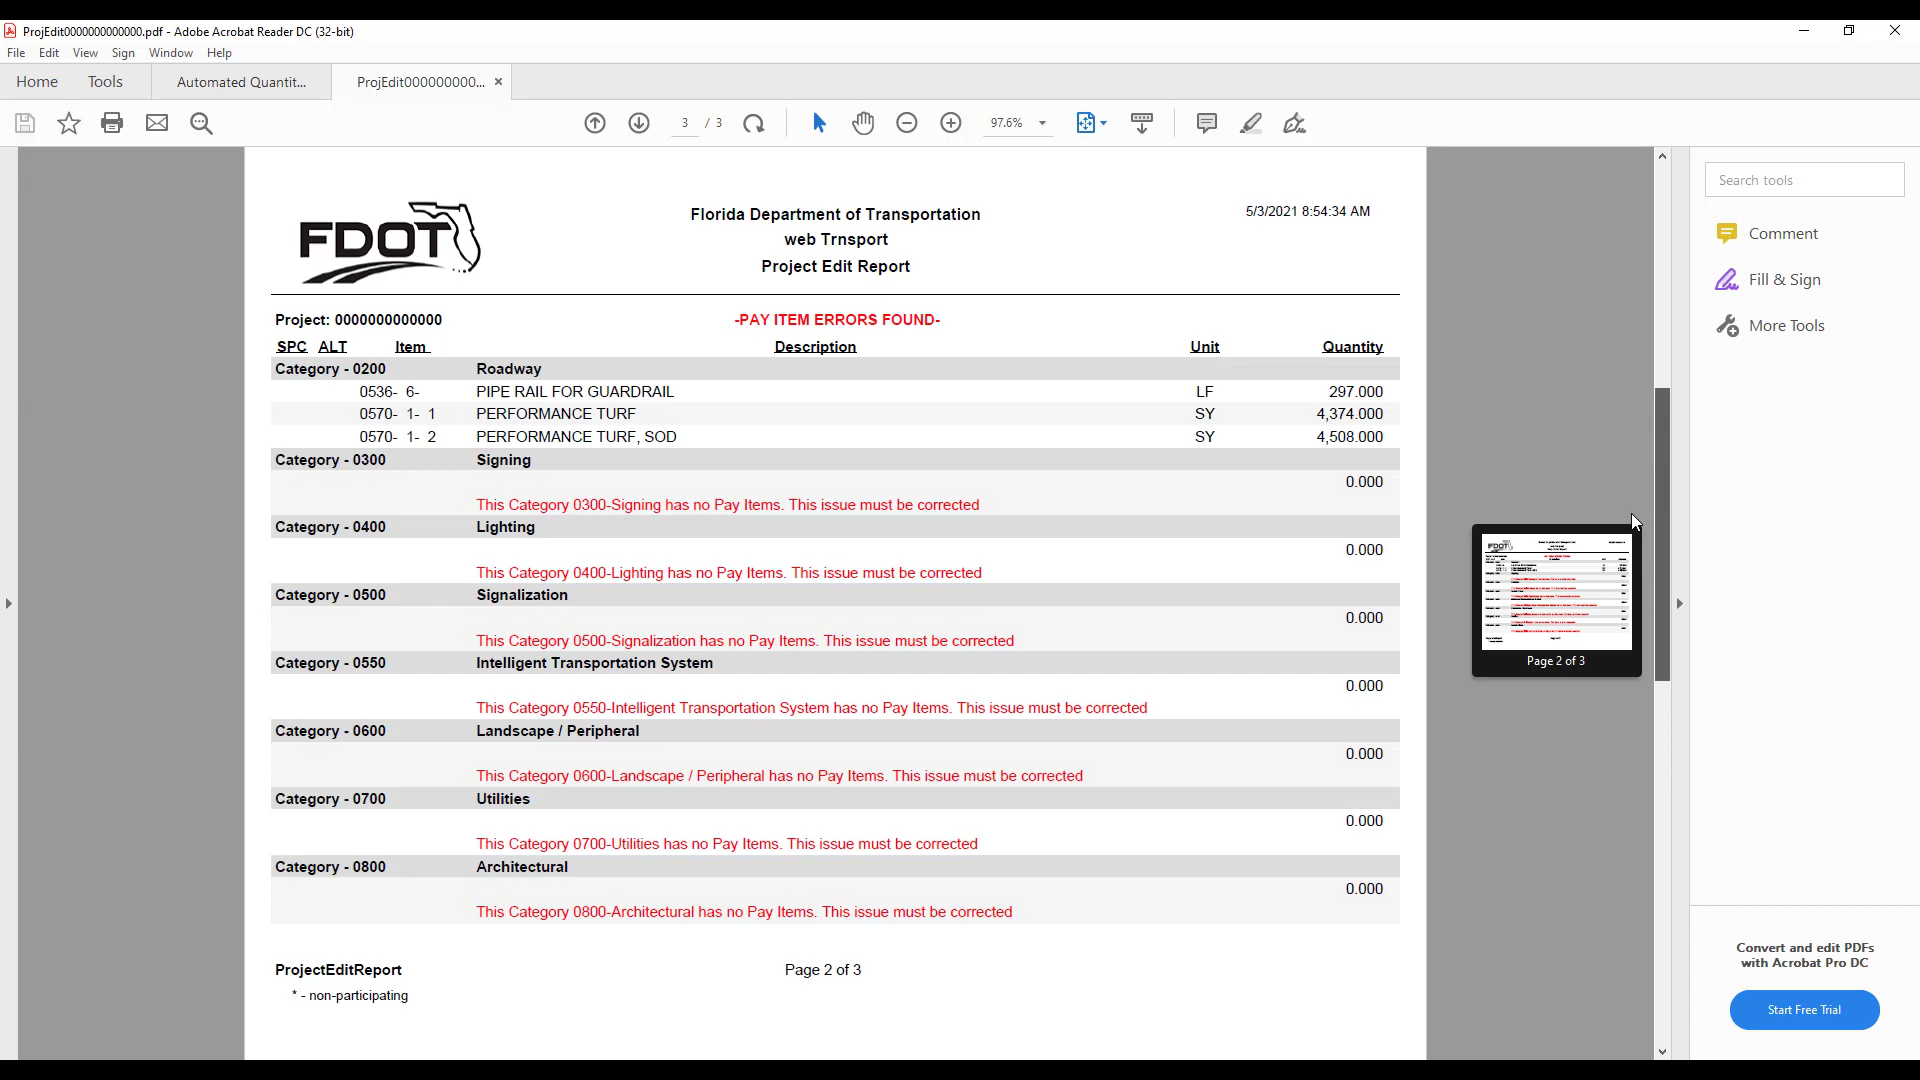 ProjEdit0000000000000.pdf - Adobe Acrobat Reader DC (32-bit)
File Edit View Sign Window Help
Home Tools Automated Quantit... ProjEdit000000000... ×
3 / 3 97.6%
Search tools
Comment
Fill & Sign
More Tools
FDOT
Florida Department of Transportation
web Trnsport
Project Edit Report
5/3/2021 8:54:34 AM
Project: 0000000000000 -PAY ITEM ERRORS FOUND-
SPC ALT Item Description Unit Quantity
Category - 0200 Roadway
0536- 6- PIPE RAIL FOR GUARDRAIL LF 297.000
0570- 1- 1 PERFORMANCE TURF SY 4,374.000
0570- 1- 2 PERFORMANCE TURF, SOD SY 4,508.000
Category - 0300 Signing
0.000
This Category 0300-Signing has no Pay Items. This issue must be corrected
Category - 0400 Lighting
0.000
This Category 0400-Lighting has no Pay Items. This issue must be corrected
Category - 0500 Signalization
0.000
This Category 0500-Signalization has no Pay Items. This issue must be corrected
Category - 0550 Intelligent Transportation System
0.000
This Category 0550-Intelligent Transportation System has no Pay Items. This issue must be corrected
Category - 0600 Landscape / Peripheral
0.000
This Category 0600-Landscape / Peripheral has no Pay Items. This issue must be corrected
Category - 0700 Utilities
0.000
This Category 0700-Utilities has no Pay Items. This issue must be corrected
Category - 0800 Architectural
0.000
This Category 0800-Architectural has no Pay Items. This issue must be corrected
ProjectEditReport Page 2 of 3
* - non-participating
Page 2 of 3
Convert and edit PDFs
with Acrobat Pro DC
Start Free Trial